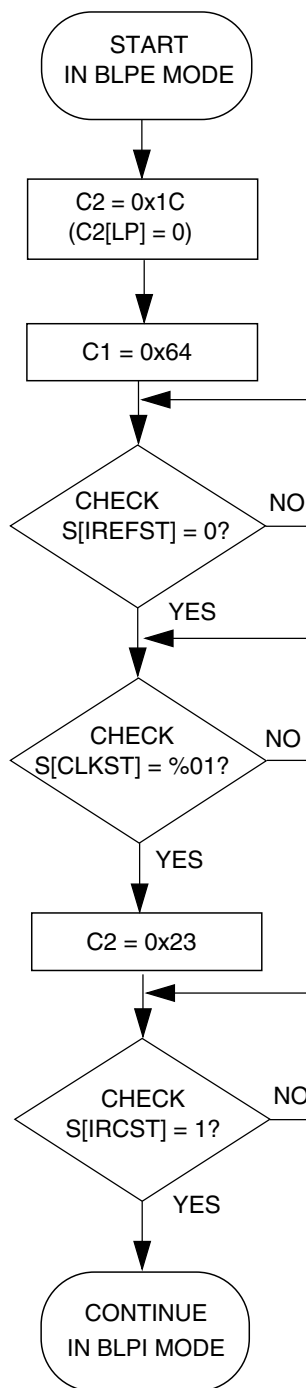 START
IN BLPE MODE
C2 = 0x1C
(C2[LP] = 0)
C1 = 0x64
CHECK
S[IREFST] = 0?
NO
YES
CHECK
S[CLKST] = %01?
NO
YES
C2 = 0x23
CHECK
S[IRCST] = 1?
NO
YES
CONTINUE
IN BLPI MODE